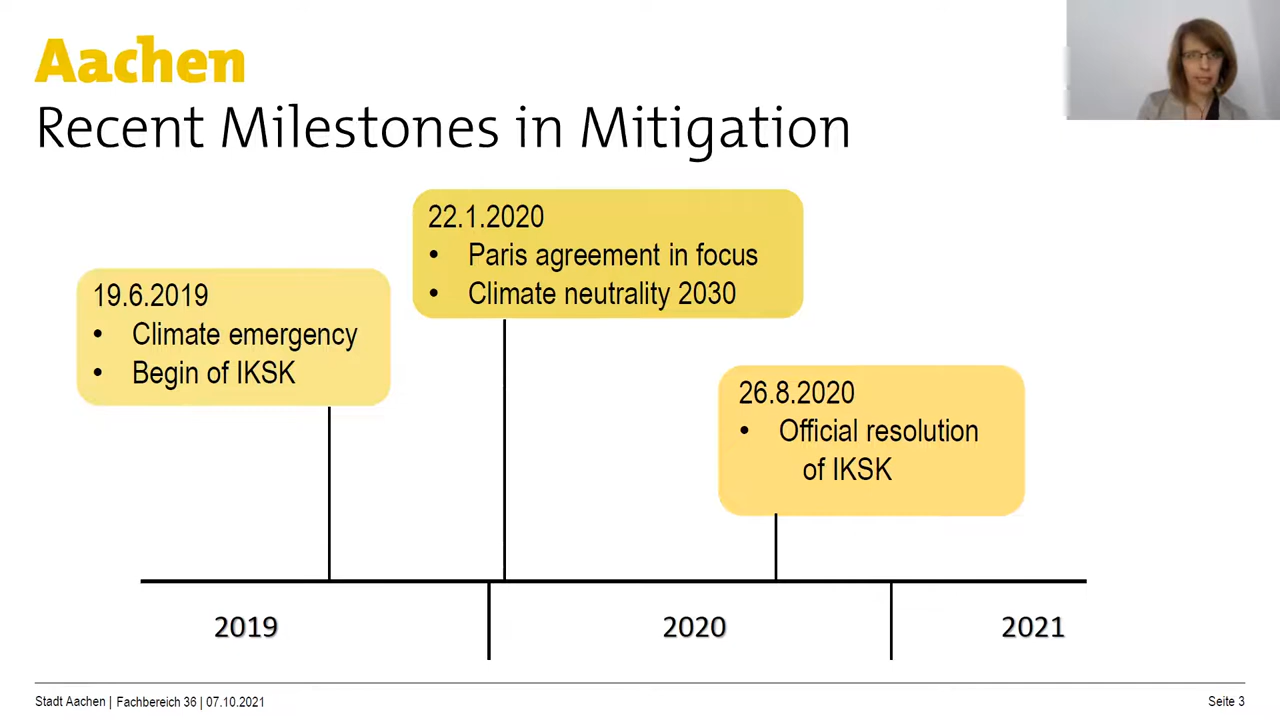 Aachen
Recent Milestones in Mitigation
22.1.2020
• Paris agreement in focus
• Climate neutrality 2030
19.6.2019
• Climate emergency
• Begin of IKSK
26.8.2020
• Official resolution
of IKSK
2019
2020
2021
Stadt Aachen | Fachbereich 36 | 07.10.2021
Seite 3